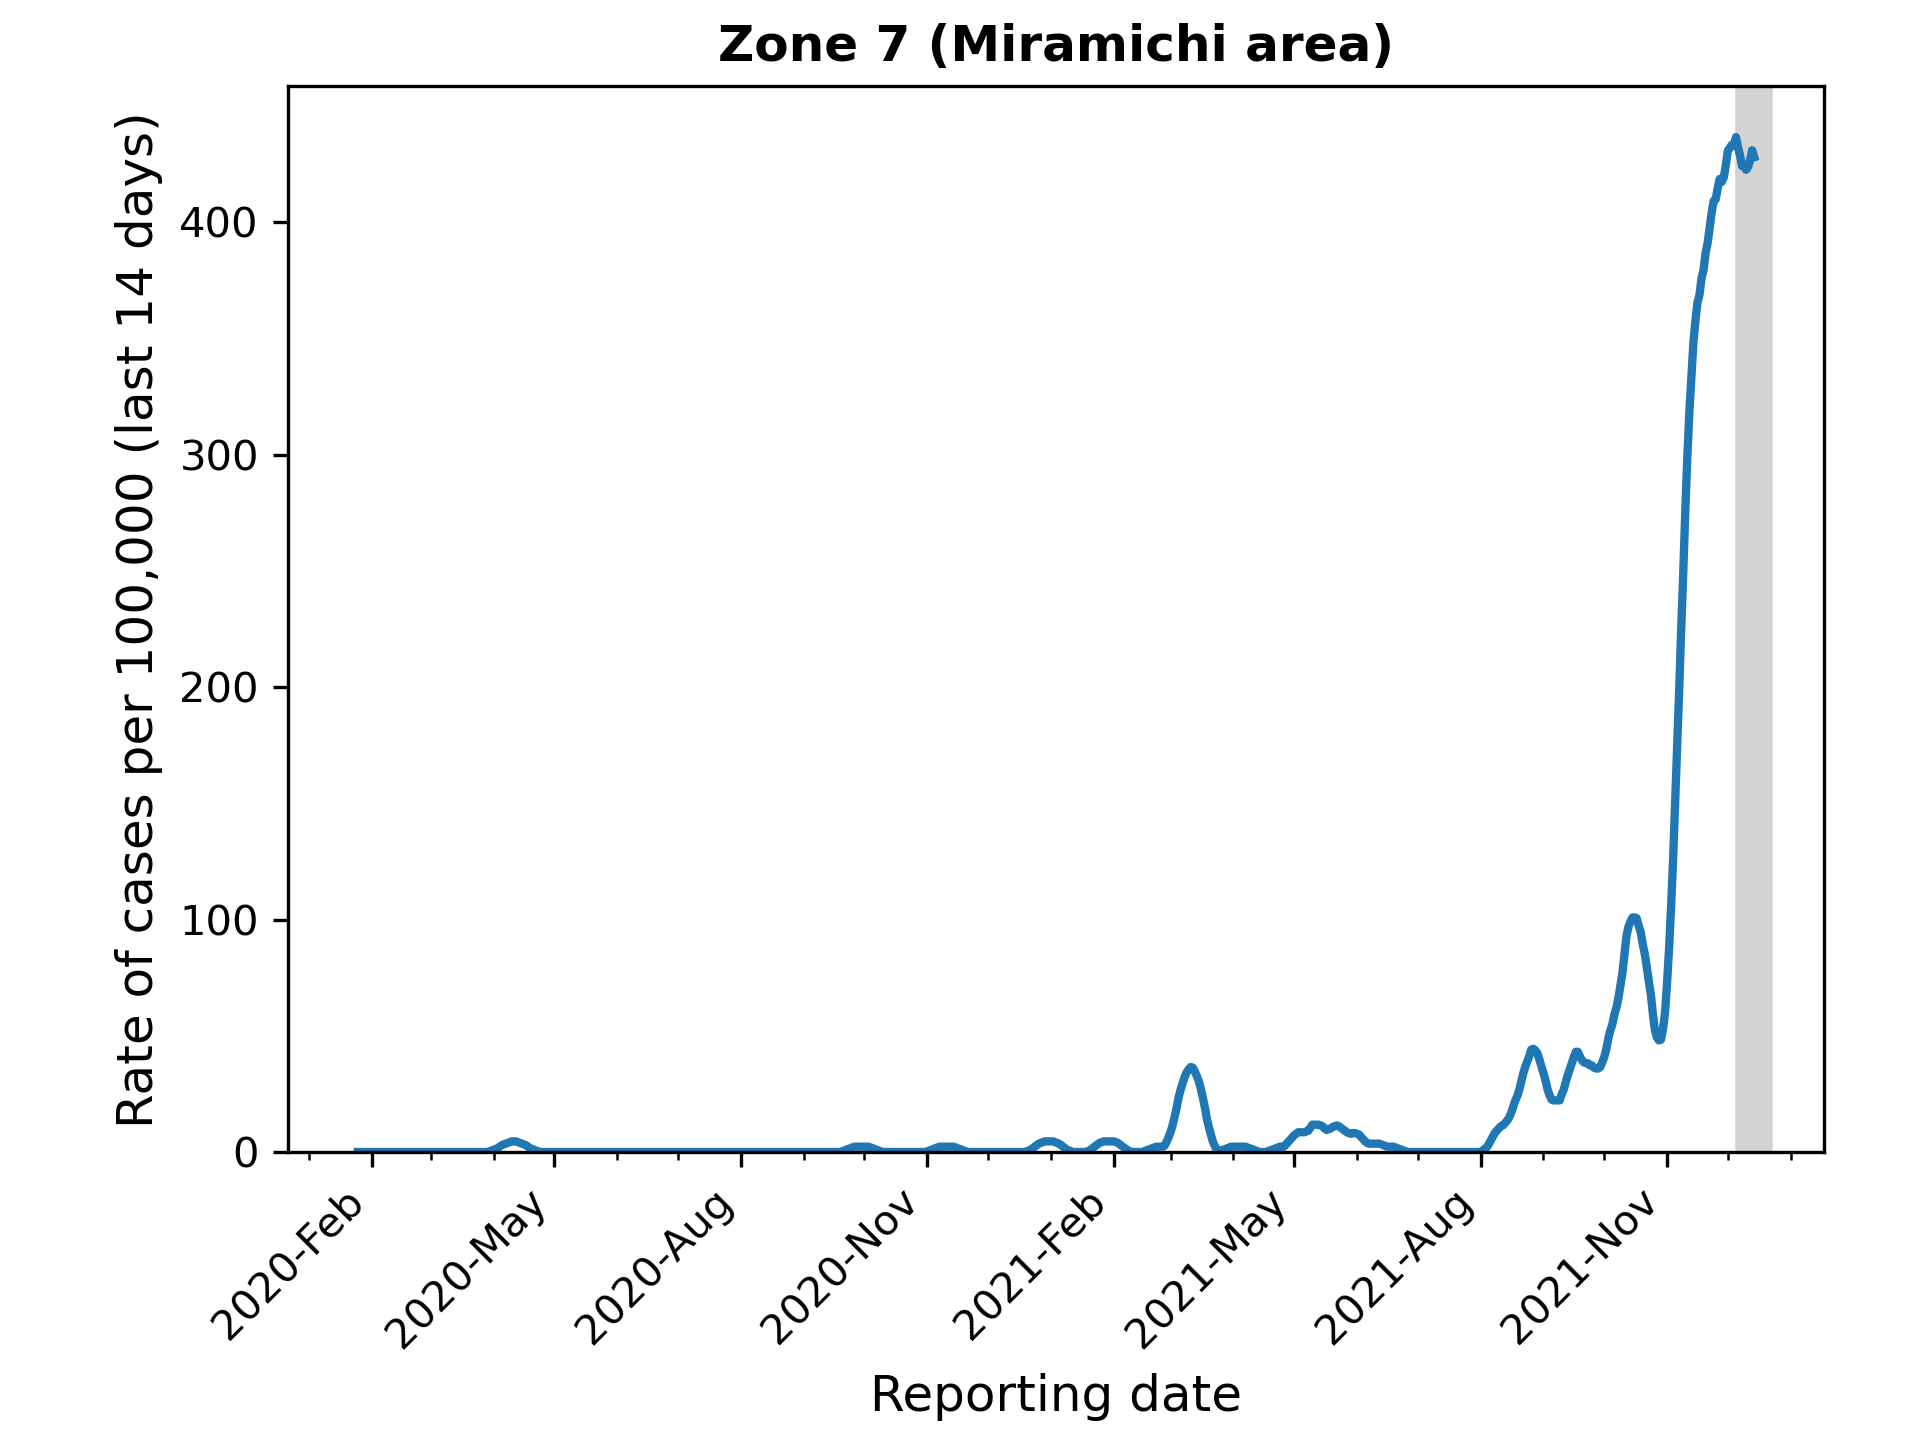 Zone 7 (Miramichi area)
Rate of cases per 100,000 (last 14 days)
400
300
200
100
0
2020-Feb
2020-May
2020-Aug
2020-Nov
2021-Feb
2021-May
2021-Aug
2021-Nov
Reporting date